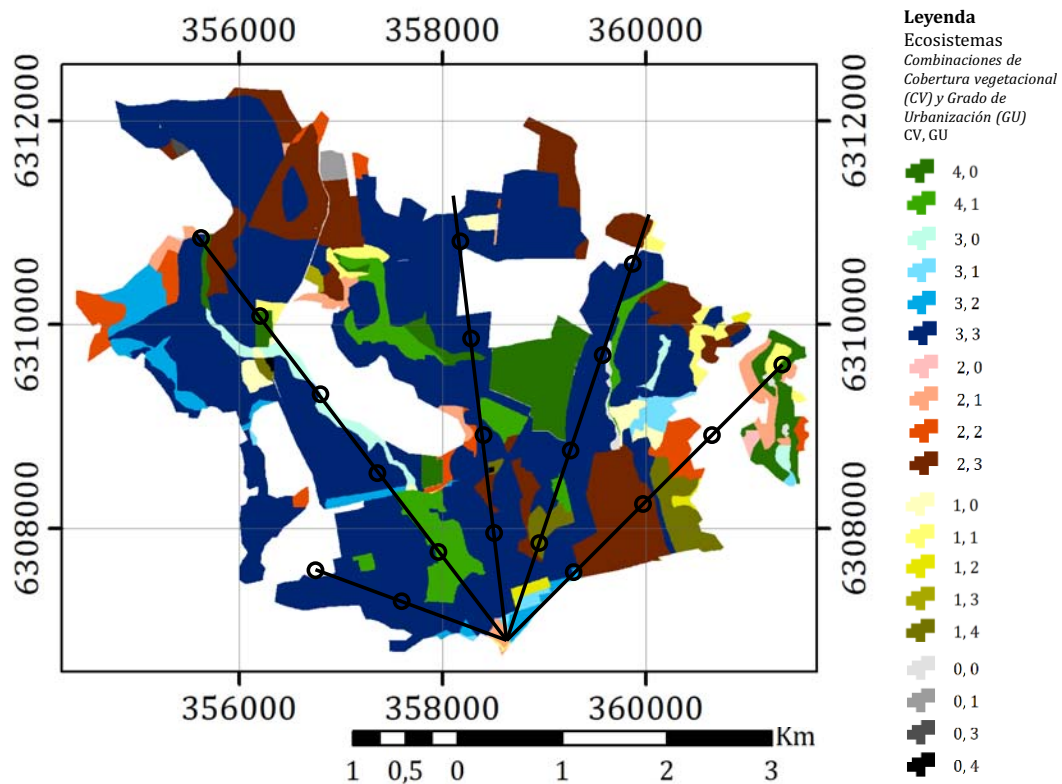 356000 358000 360000
6312000
6310000
6308000
6312000
6310000
6308000
356000 358000 360000
Km
1 0,5 0 1 2 3
Leyenda
Ecosistemas
Combinaciones de
Cobertura vegetacional
(CV) y Grado de
Urbanización (GU)
CV, GU
4, 0
4, 1
3, 0
3, 1
3, 2
3, 3
2, 0
2, 1
2, 2
2, 3
1, 0
1, 1
1, 2
1, 3
1, 4
0, 0
0, 1
0, 3
0, 4